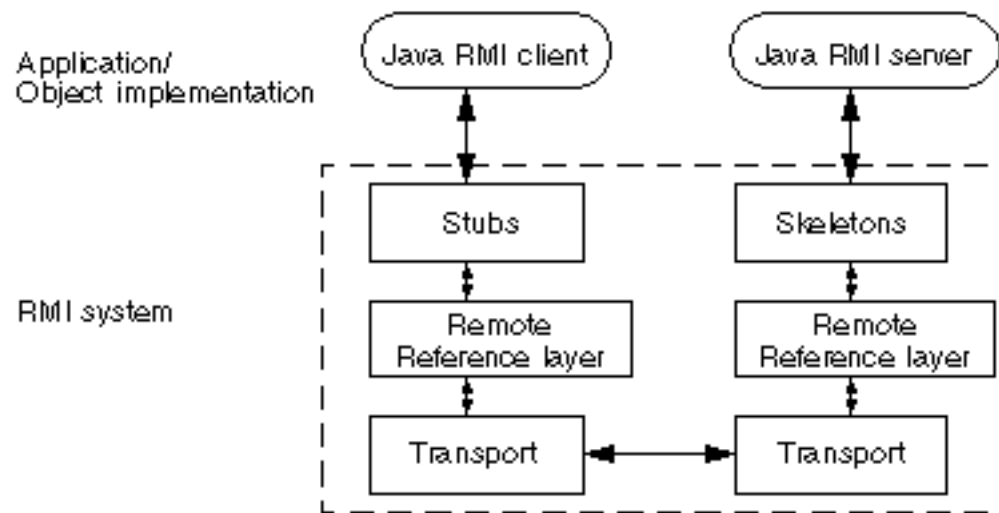 Application/
Object implementation
Java RMI client
Java RMI server
Stubs
Skeletons
RMI system
Remote
Reference layer
Remote
Reference layer
Transport
Transport